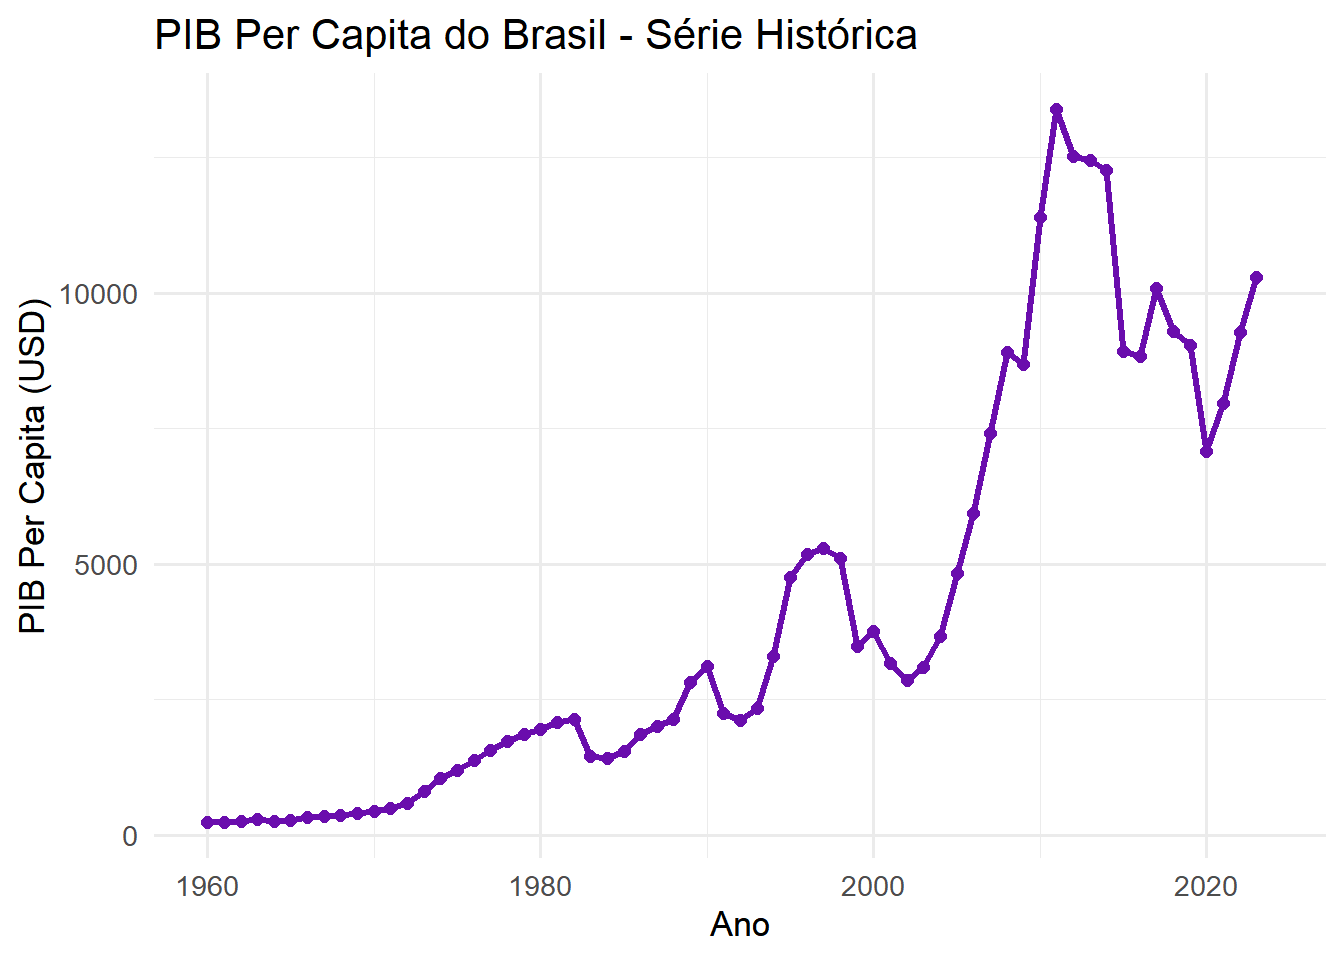 PIB Per Capita do Brasil - Série Histórica
PIB Per Capita (USD)
10000
5000
0
1960 1980 2000 2020
Ano